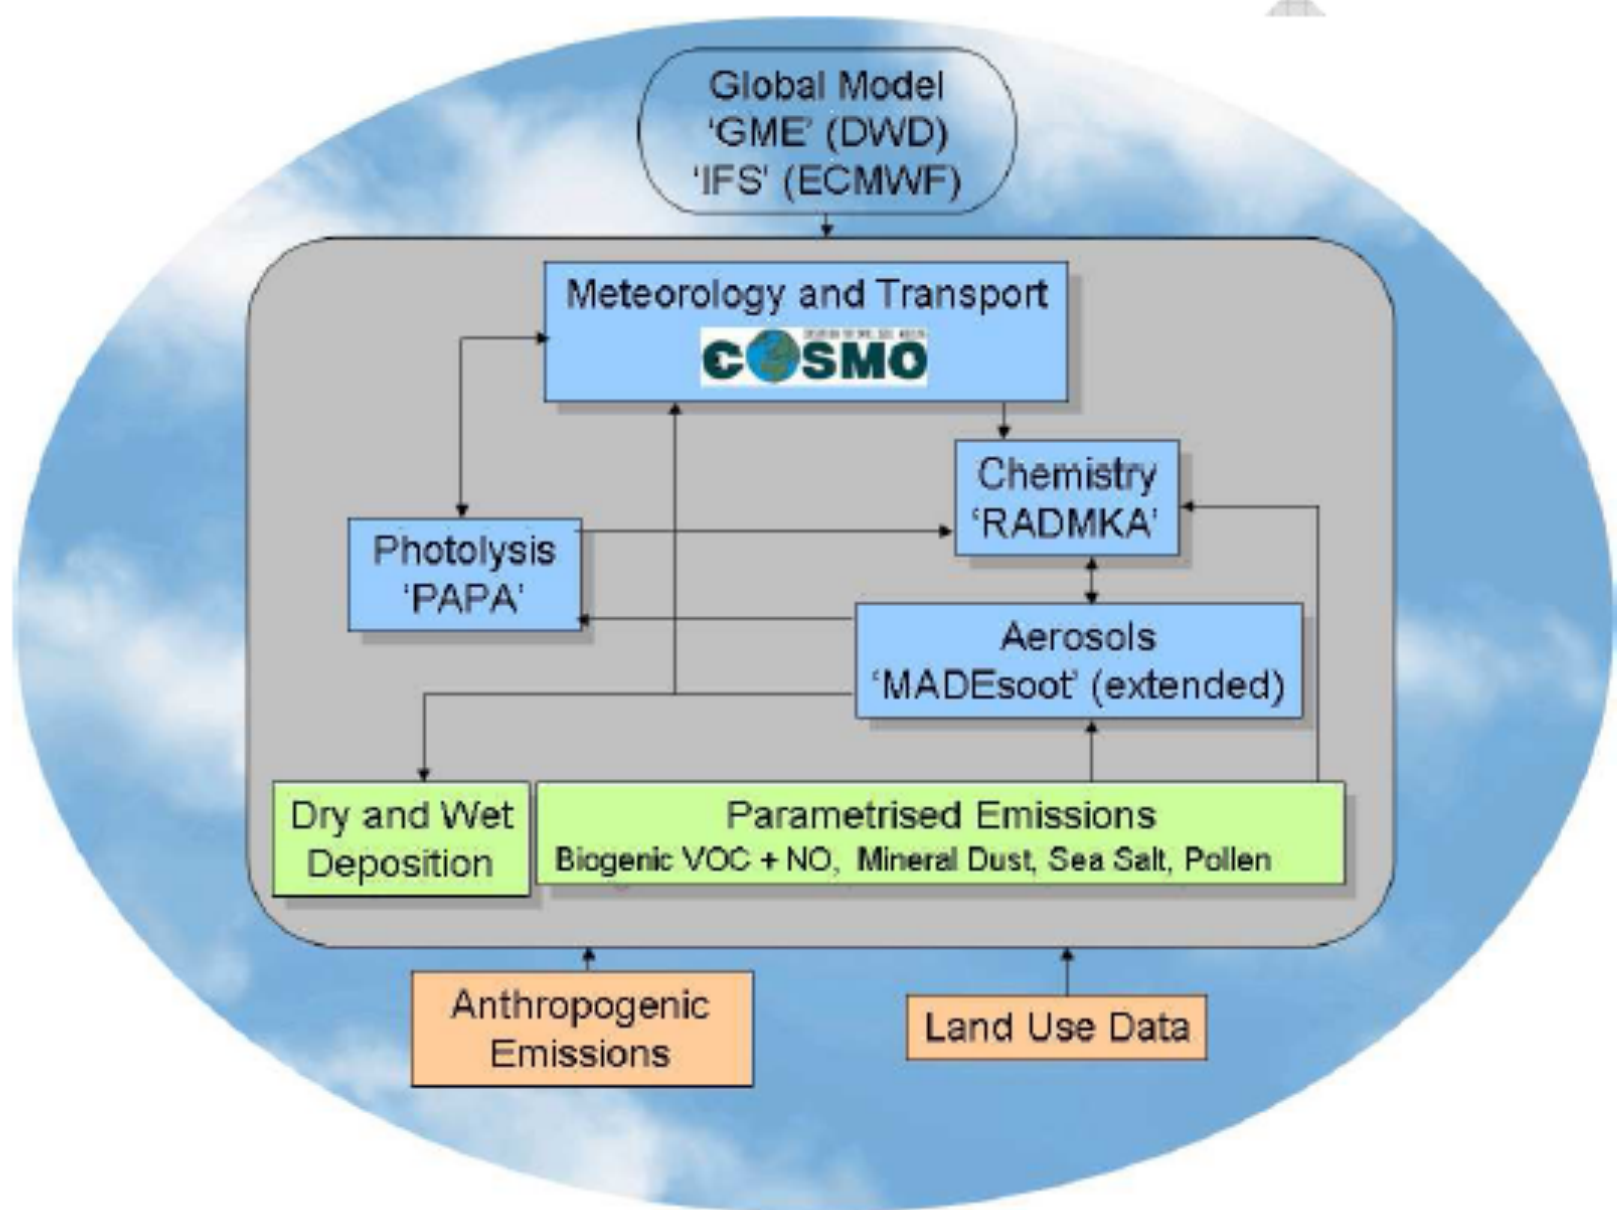 Global Model
‘GME’ (DWD)
‘IFS’ (ECMWF)
Meteorology and Transport
COSMO
Chemistry
‘RADMKA’
Photolysis
‘PAPA’
Aerosols
‘MADEsoot’ (extended)
Dry and Wet
Deposition
Parametrised Emissions
Biogenic VOC + NO, Mineral Dust, Sea Salt, Pollen
Anthropogenic
Emissions
Land Use Data